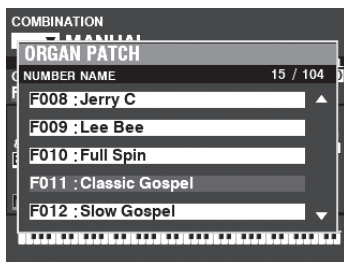 COMBINATION
MANUAL
ORGAN PATCH
NUMBER NAME 15 / 104
F008 : Jerry C
F009 : Lee Bee
F010 : Full Spin
F011 : Classic Gospel
F012 : Slow Gospel